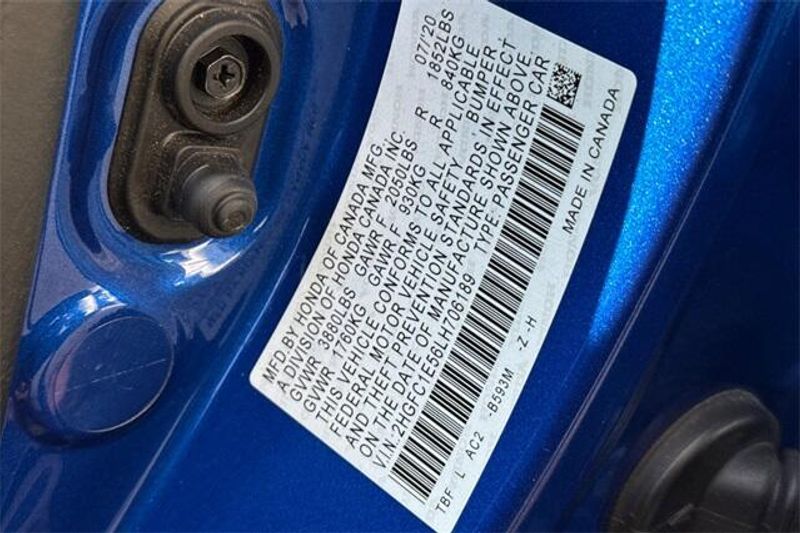 MFD.BY HONDA OF CANADA MFG. 07/'20
A DIVISION OF HONDA CANADA INC.
GVWR 3880LBS GAWR F 2050LBS R 1852LBS
GVWR 1760KG GAWR F 930KG R 840KG
THIS VEHICLE CONFORMS TO ALL APPLICABLE
FEDERAL MOTOR VEHICLE SAFETY, BUMPER,
AND THEFT PREVENTION STANDARDS IN EFFECT
ON THE DATE OF MANUFACTURE SHOWN ABOVE.
V.I.N.:2HGFC1E56LH706189 TYPE: PASSENGER CAR
TBF L AC2 -B593M -Z -H MADE IN CANADA